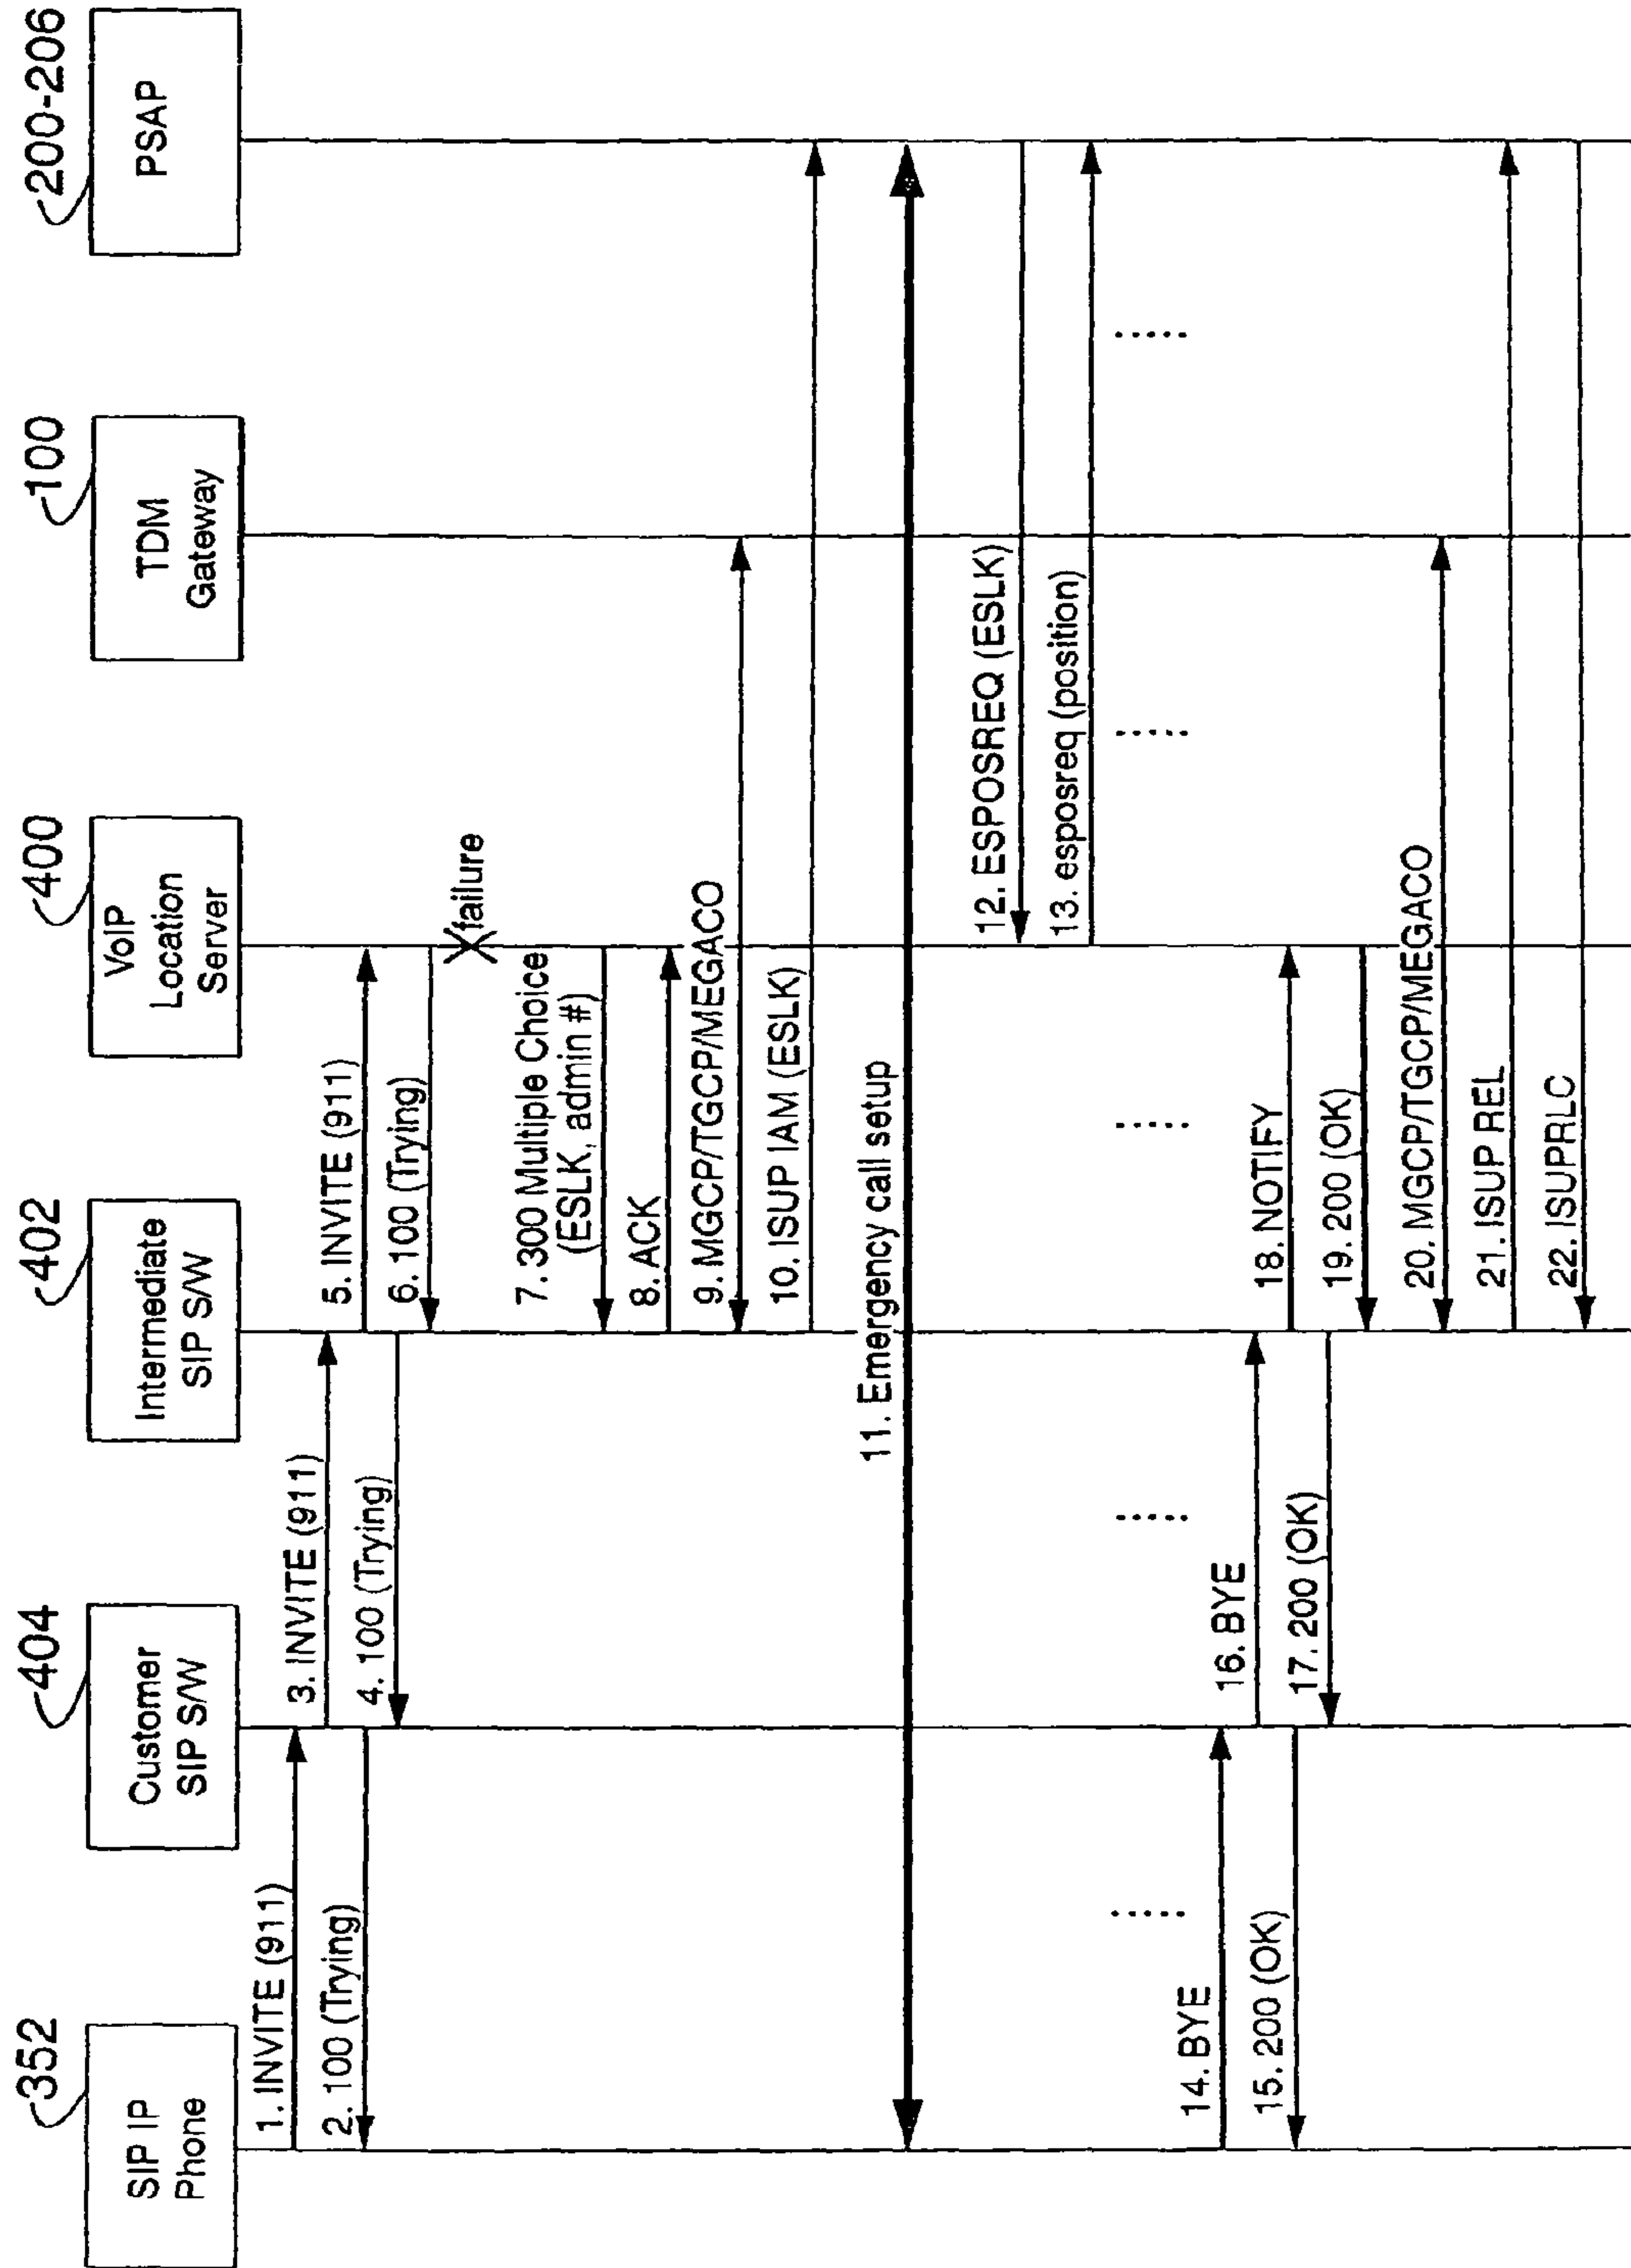 352
SIP IP
Phone
404
Customer
SIP S/W
402
Intermediate
SIP S/W
400
VoIP
Location
Server
100
TDM
Gateway
200-206
PSAP
1. INVITE (911)
2. 100 (Trying)
3. INVITE (911)
4. 100 (Trying)
5. INVITE (911)
6. 100 (Trying)
failure
7. 300 Multiple Choice
(ESLK, admin #)
8. ACK
9. MGCP/TGCP/MEGACO
10. ISUP IAM (ESLK)
11. Emergency call setup
12. ESPOSREQ (ESLK)
13. esposreq (position)
.....
.....
.....
.....
.....
14. BYE
15. 200 (OK)
16. BYE
17. 200 (OK)
18. NOTIFY
19. 200 (OK)
20. MGCP/TGCP/MEGACO
21. ISUP REL
22. ISUPRLC